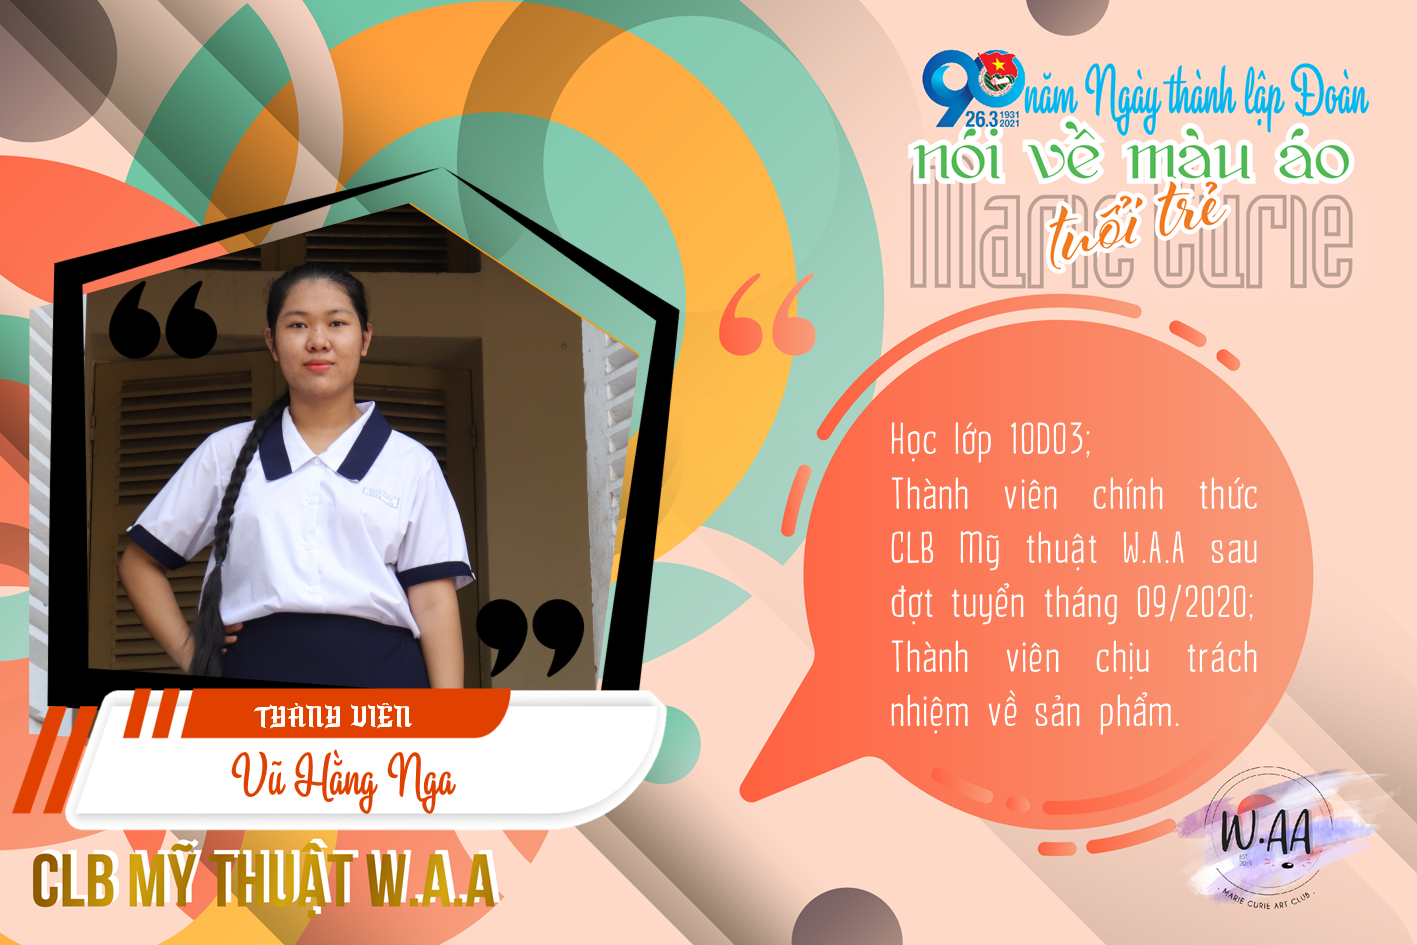 90 năm Ngày thành lập Đoàn
26.3 1931 2021
nói về màu áo
tuổi trẻ
Marie Curie
Học lớp 10D03;
Thành viên chính thức
CLB Mỹ thuật W.A.A sau
đợt tuyển tháng 09/2020;
Thành viên chịu trách
nhiệm về sản phẩm.
THÀNH VIÊN
Vũ Hằng Nga
CLB MỸ THUẬT W.A.A
W.AA
MARIE CURIE ART CLUB